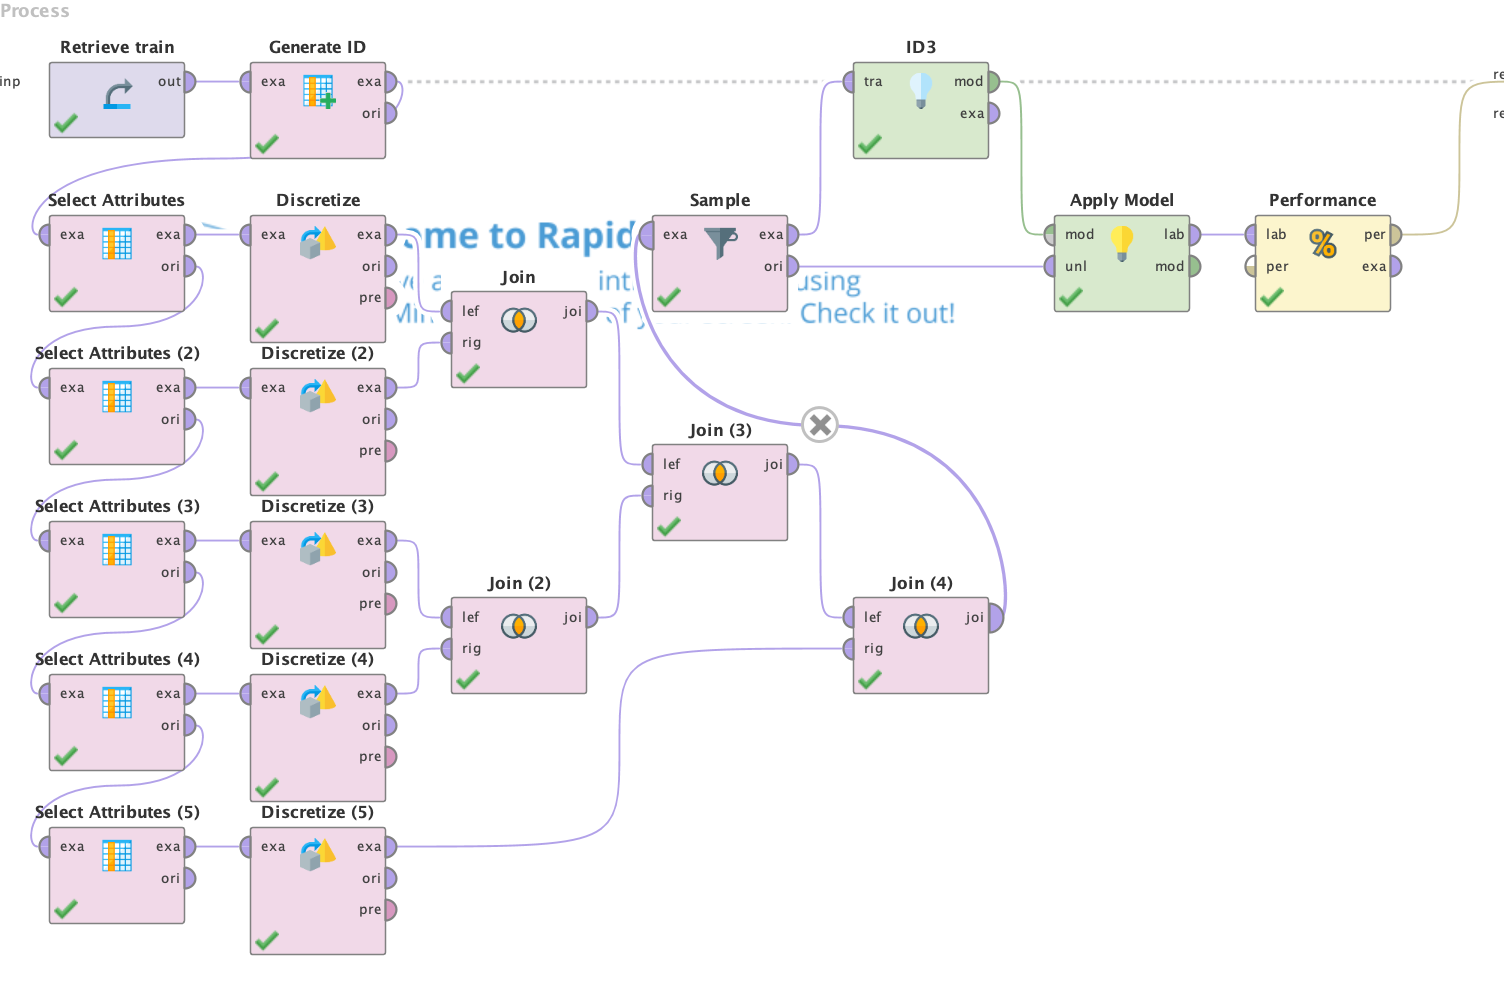 Process
Retrieve train
Generate ID
ID3
inp
out
exa
exa
ori
tra
mod
exa
re
re
Select Attributes
Discretize
Sample
Apply Model
Performance
exa
exa
ori
exa
exa
ori
pre
ome to Rapid
using
Check it out!
exa
exa
ori
mod
unl
lab
mod
lab
per
per
exa
Join
lef
rig
joi
Select Attributes (2)
Discretize (2)
exa
exa
ori
exa
exa
ori
pre
Join (3)
lef
rig
joi
Select Attributes (3)
Discretize (3)
exa
exa
ori
exa
exa
ori
pre
Join (2)
lef
rig
joi
Join (4)
lef
rig
joi
Select Attributes (4)
Discretize (4)
exa
exa
ori
exa
exa
ori
pre
Select Attributes (5)
Discretize (5)
exa
exa
ori
exa
exa
ori
pre